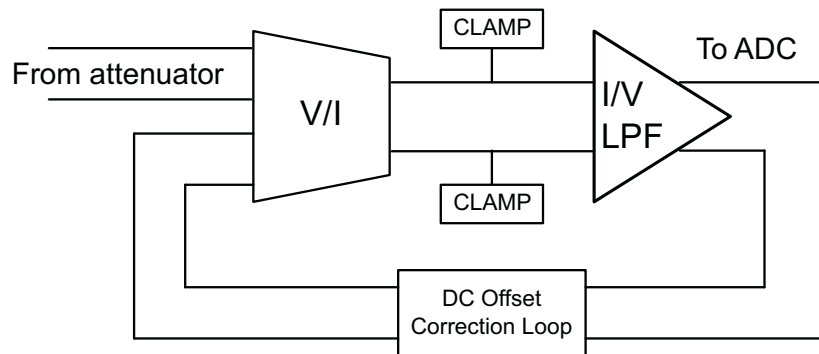 CLAMP
To ADC
From attenuator
V/I
I/V
LPF
CLAMP
DC Offset
Correction Loop